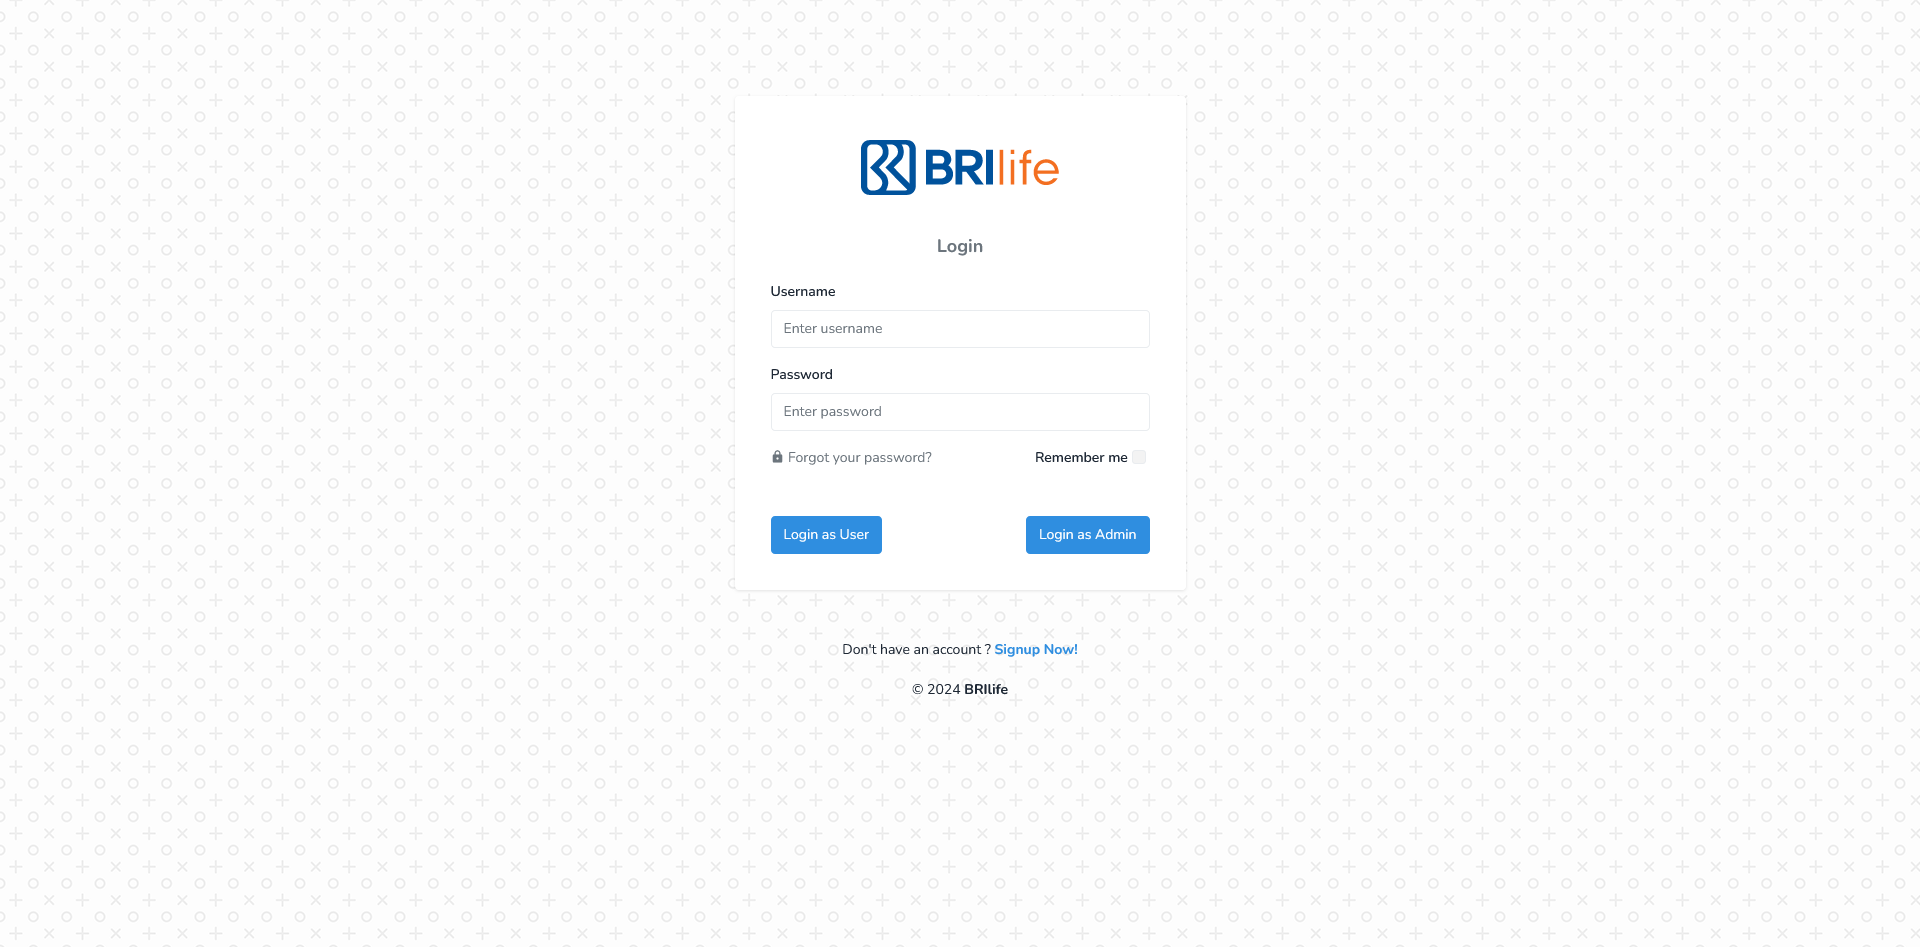 BRIlife
Login
Username
Enter username
Password
Enter password
Forgot your password? Remember me
Login as User Login as Admin
Don't have an account ? Signup Now!
© 2024 BRIlife